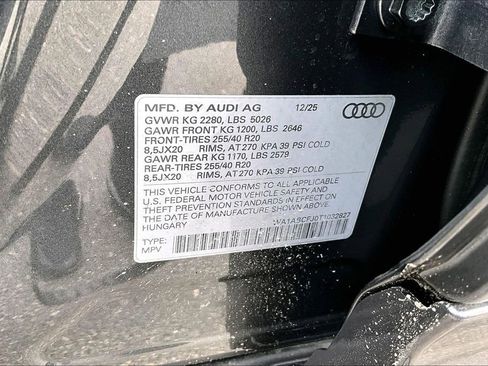 MFD. BY AUDI AG 12/25
GVWR KG 2280, LBS 5026
GAWR FRONT KG 1200, LBS 2646
FRONT-TIRES 255/40 R20
8,5JX20 RIMS, AT 270 KPA 39 PSI COLD
GAWR REAR KG 1170, LBS 2579
REAR-TIRES 255/40 R20
8,5JX20 RIMS, AT 270 KPA 39 PSI COLD
THIS VEHICLE CONFORMS TO ALL APPLICABLE
U.S. FEDERAL MOTOR VEHICLE SAFETY AND
THEFT PREVENTION STANDARDS IN EFFECT ON
THE DATE OF MANUFACTURE SHOWN ABOVE.
HUNGARY WA1A9CFJ0T1032827
TYPE:
MPV